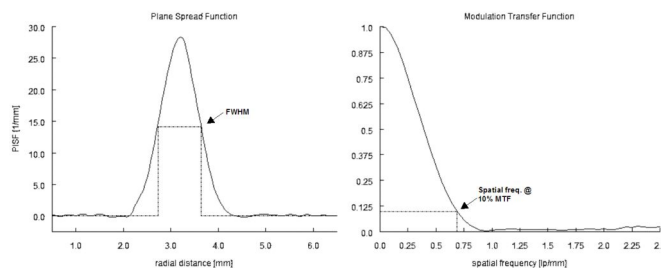 Plane Spread Function
30.0
25.0
20.0
15.0
10.0
5.0
0.0
PlSF [1/mm]
FWHM
1.0 2.0 3.0 4.0 5.0 6.0
radial distance [mm]
Modulation Transfer Function
1.0
0.875
0.75
0.625
0.5
0.375
0.25
0.125
0.0
Spatial freq. @
10% MTF
0.0 0.25 0.5 0.75 1.0 1.25 1.5 1.75 2.0 2.2
spatial frequency [lp/mm]